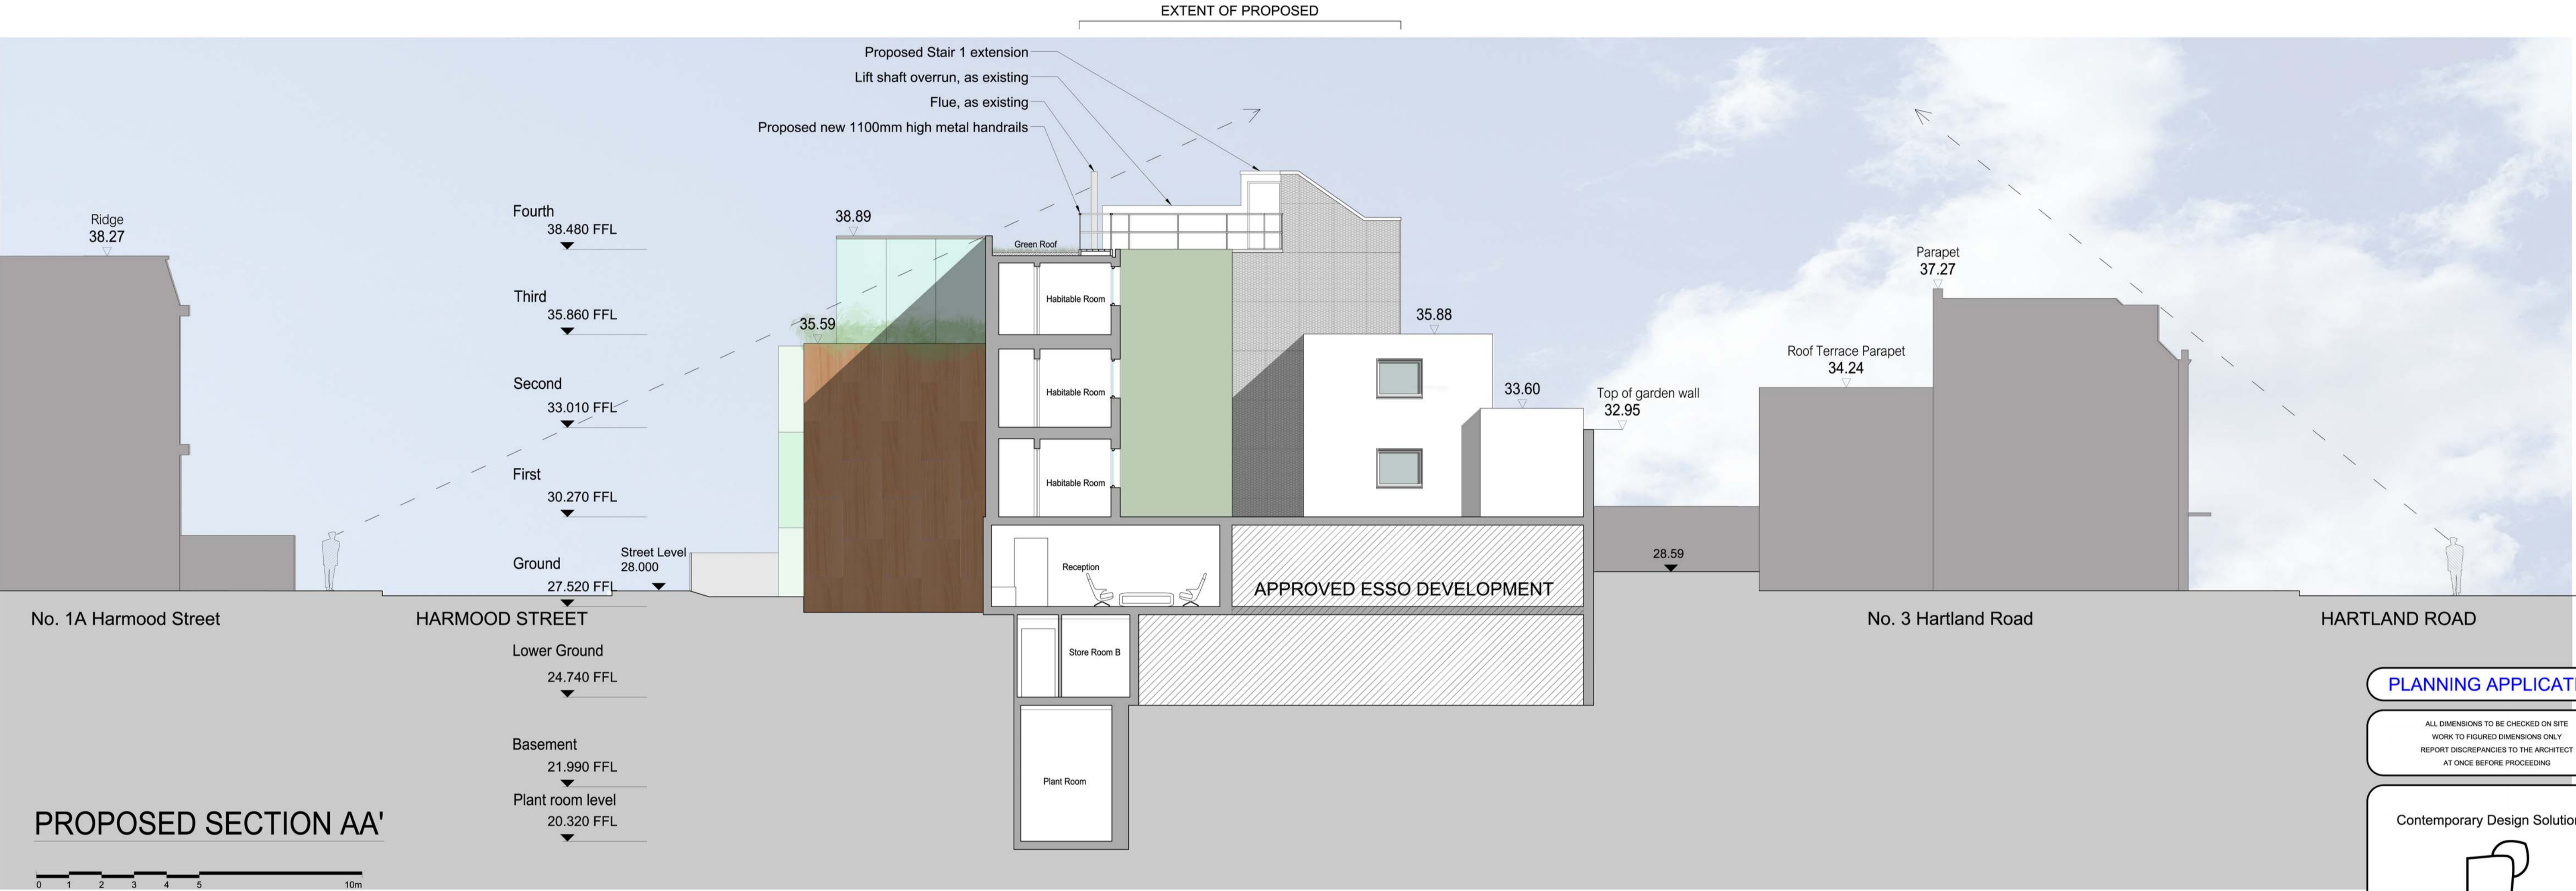 EXTENT OF PROPOSED
Proposed Stair 1 extension
Lift shaft overrun, as existing
Flue, as existing
Proposed new 1100mm high metal handrails
Ridge
38.27
Fourth
38.480 FFL
38.89
Green Roof
Parapet
37.27
Third
35.860 FFL
35.59
Habitable Room
35.88
Roof Terrace Parapet
34.24
Second
33.010 FFL
Habitable Room
33.60
Top of garden wall
32.95
First
30.270 FFL
Habitable Room
Ground
27.520 FFL
Street Level
28.000
Reception
28.59
APPROVED ESSO DEVELOPMENT
No. 1A Harmood Street
HARMOOD STREET
No. 3 Hartland Road
HARTLAND ROAD
Lower Ground
24.740 FFL
Store Room B
PLANNING APPLICATI
ALL DIMENSIONS TO BE CHECKED ON SITE
WORK TO FIGURED DIMENSIONS ONLY
REPORT DISCREPANCIES TO THE ARCHITECT
AT ONCE BEFORE PROCEEDING
Basement
21.990 FFL
Plant Room
Plant room level
20.320 FFL
PROPOSED SECTION AA'
Contemporary Design Solution
0 1 2 3 4 5 10m